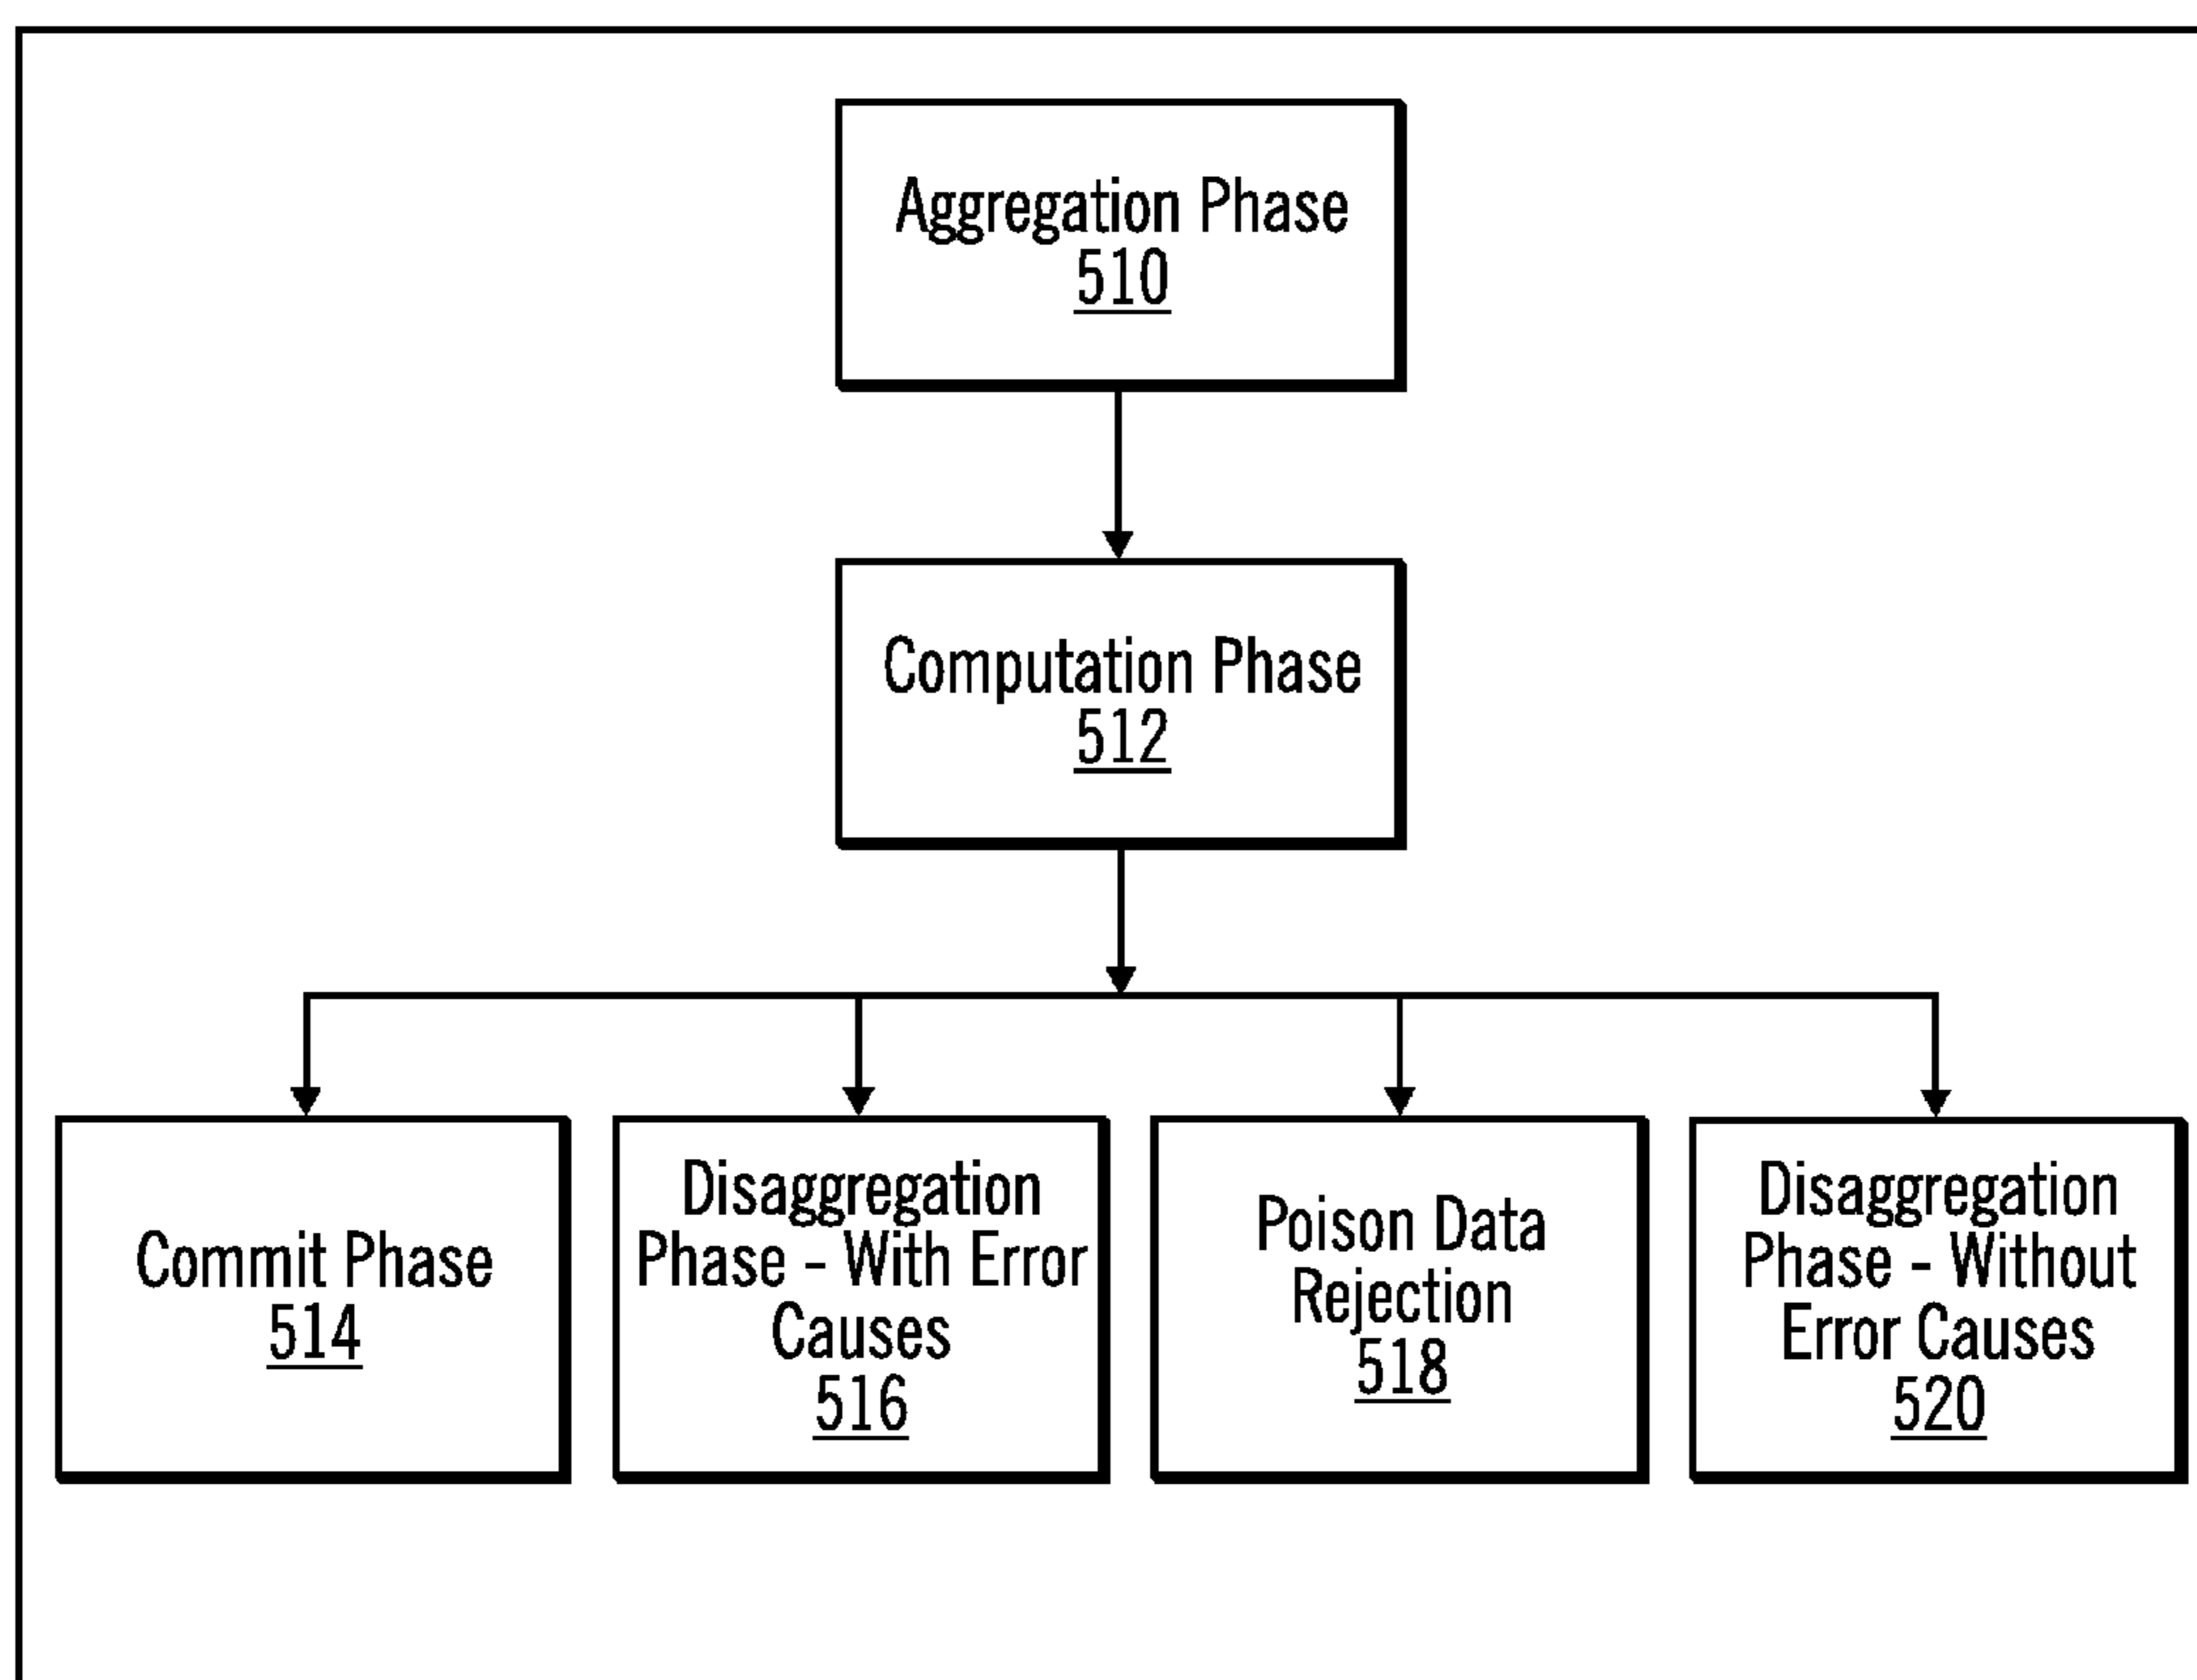 Aggregation Phase
510
Computation Phase
512
Commit Phase
514
Disaggregation
Phase - With Error
Causes
516
Poison Data
Rejection
518
Disaggregation
Phase - Without
Error Causes
520